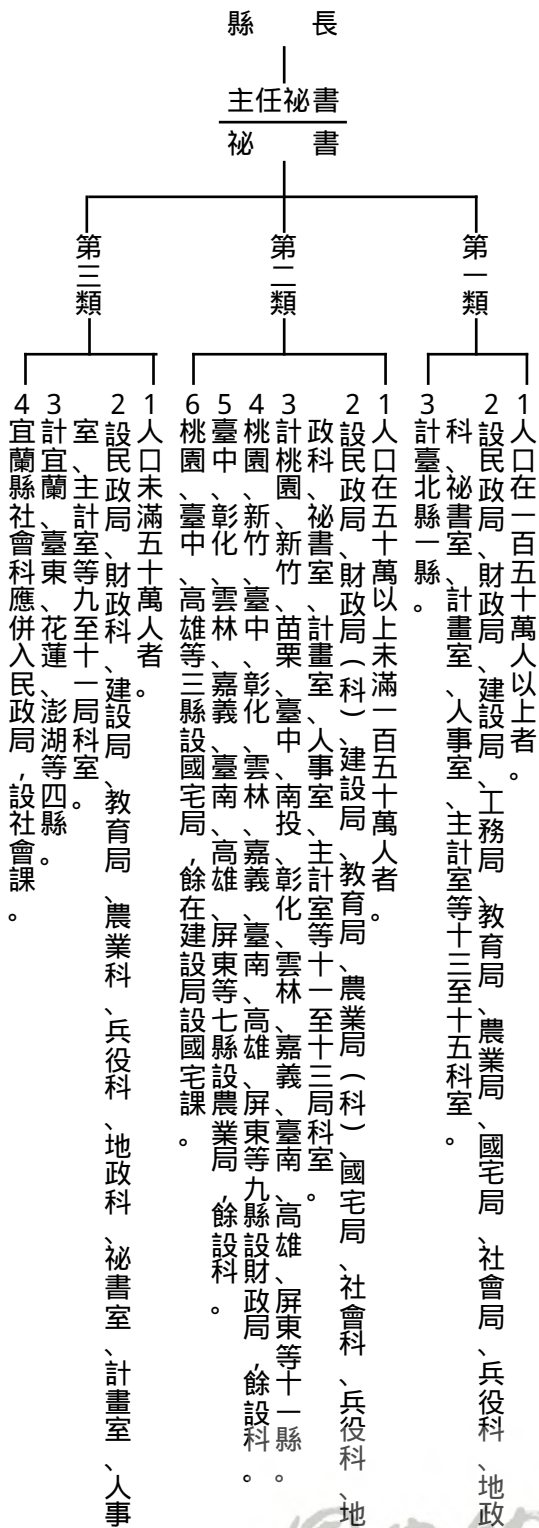 縣長
主任祕書
祕書
第一類
1人口在一百五十萬人以上者。
2設民政局、財政局、建設局、工務局、教育局、農業局、國宅局、社會局、兵役科、地政
科、祕書室、計畫室、人事室、主計室等十三至十五科室。
3計臺北縣一縣。
第二類
1人口在五十萬以上未滿一百五十萬人者。
2設民政局、財政局(科)、建設局、教育局、農業局(科)、國宅局、社會科、兵役科、地
政科、祕書室、計畫室、人事室、主計室等十一至十三局科室。
3計桃園、新竹、苗栗、臺中、南投、彰化、雲林、嘉義、臺南、高雄、屏東等十一縣。
4桃園、新竹、臺中、彰化、雲林、嘉義、臺南、高雄、屏東等九縣設財政局,餘設科。
5臺中、彰化、雲林、嘉義、臺南、高雄、屏東等七縣設農業局,餘設科。
6桃園、臺中、高雄等三縣設國宅局,餘在建設局設國宅課。
第三類
1人口未滿五十萬人者。
2設民政局、財政科、建設局、教育局、農業科、兵役科、地政科、祕書室、計畫室、人事
室、主計室等九至十一局科室。
3計宜蘭、臺東、花蓮、澎湖等四縣。
4宜蘭縣社會科應併入民政局,設社會課。